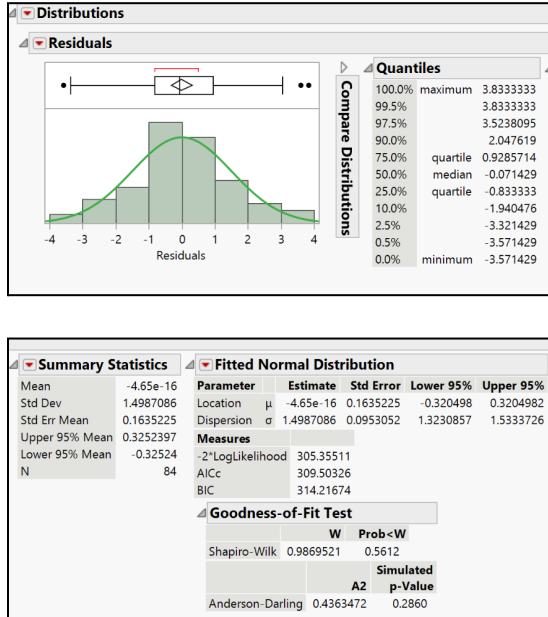 Distributions
Residuals
-4 -3 -2 -1 0 1 2 3 4
Residuals
Compare Distributions
Quantiles
100.0% maximum 3.8333333
99.5% 3.8333333
97.5% 3.5238095
90.0% 2.047619
75.0% quartile 0.9285714
50.0% median -0.071429
25.0% quartile -0.833333
10.0% -1.940476
2.5% -3.321429
0.5% -3.571429
0.0% minimum -3.571429
Summary Statistics
Mean -4.65e-16
Std Dev 1.4987086
Std Err Mean 0.1635225
Upper 95% Mean 0.3252397
Lower 95% Mean -0.32524
N 84
Fitted Normal Distribution
Parameter Estimate Std Error Lower 95% Upper 95%
Location μ -4.65e-16 0.1635225 -0.320498 0.3204982
Dispersion σ 1.4987086 0.0953052 1.3230857 1.5333726
Measures
-2*LogLikelihood 305.35511
AICc 309.50326
BIC 314.21674
Goodness-of-Fit Test
W Prob<W
Shapiro-Wilk 0.9869521 0.5612
Simulated
A2 p-Value
Anderson-Darling 0.4363472 0.2860